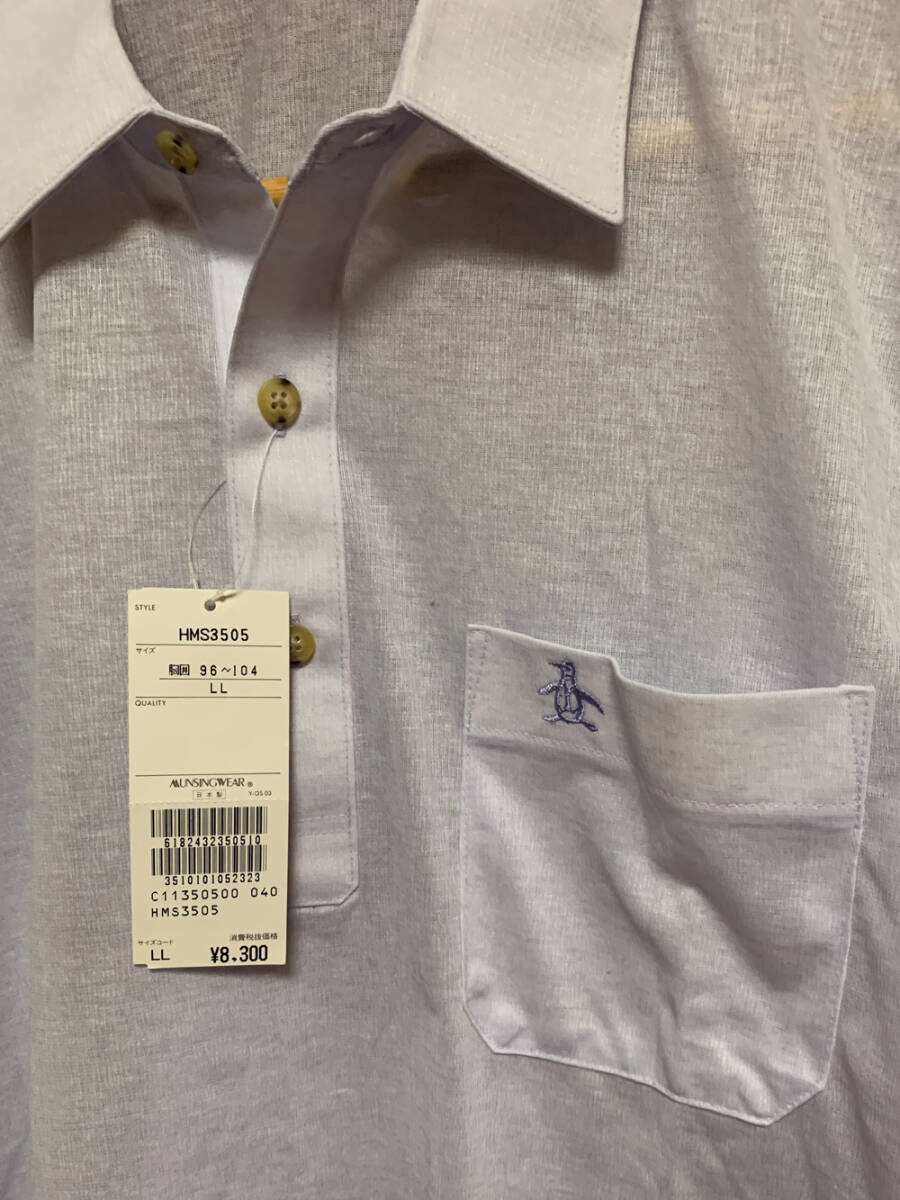 STYLE
HMS3505
サイズ
胸囲 96～104
LL
QUALITY
MUNSINGWEAR ®
日本製 Y-OS 03
6182432350510
3510101052323
C11350500 040
HMS3505
サイズコード 消費税抜価格
LL ¥8,300